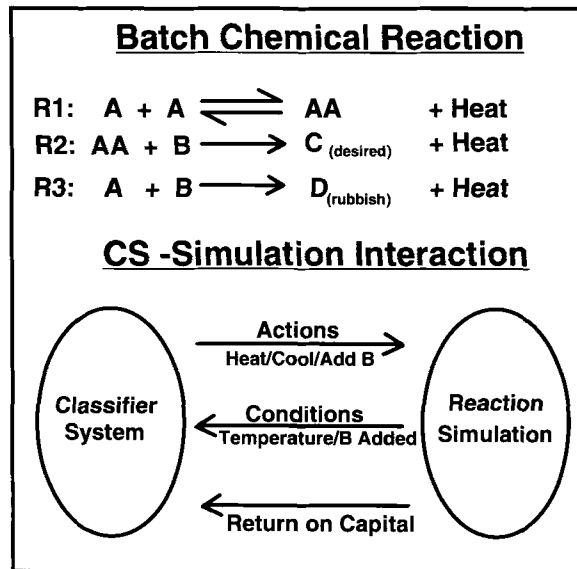 Batch Chemical Reaction
R1: A + A ⇌ AA + Heat
R2: AA + B → C (desired) + Heat
R3: A + B → D (rubbish) + Heat
CS -Simulation Interaction
Actions
Heat/Cool/Add B
Classifier
System
Conditions
Temperature/B Added
Reaction
Simulation
Return on Capital